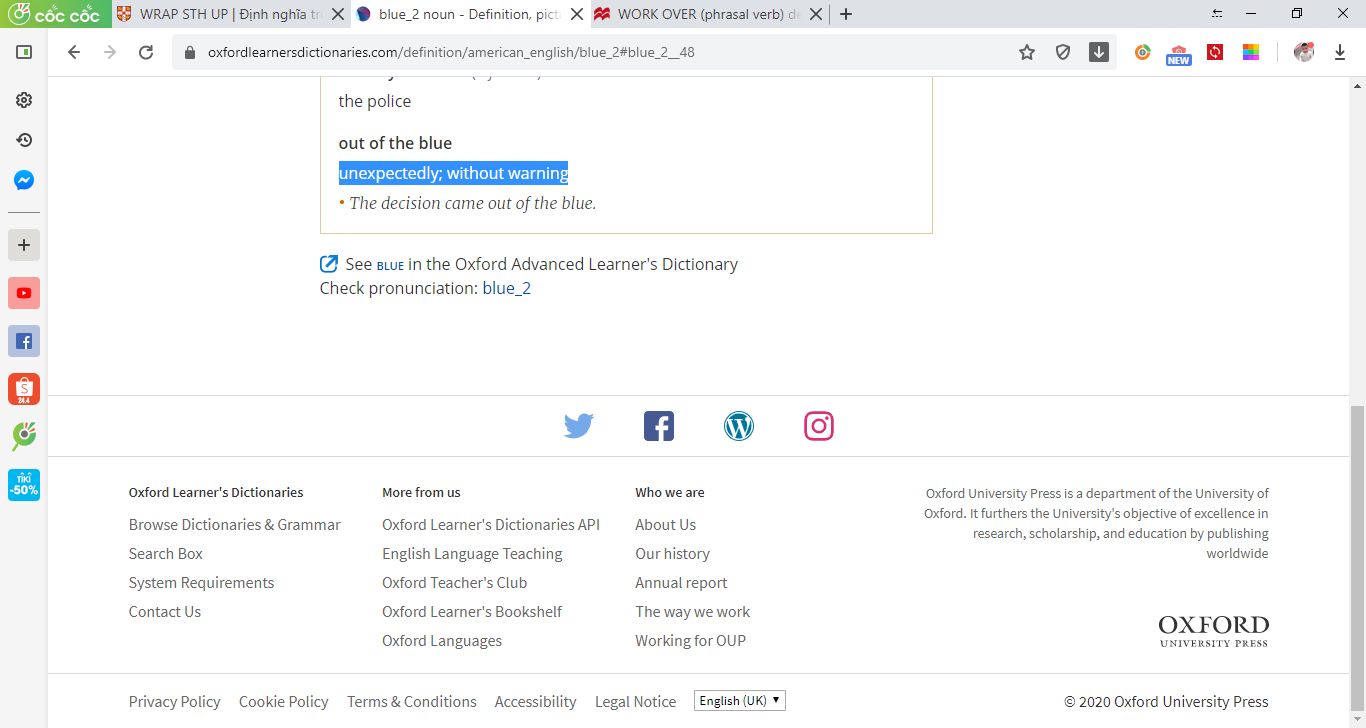 cốc cốc
WRAP STH UP | Định nghĩa tr
blue_2 noun - Definition, pict
WORK OVER (phrasal verb) de
oxfordlearnersdictionaries.com/definition/american_english/blue_2#blue_2__48
NEW
the police
out of the blue
unexpectedly; without warning
• The decision came out of the blue.
See BLUE in the Oxford Advanced Learner's Dictionary
Check pronunciation: blue_2
24.4
TIKI
-50%
Oxford Learner's Dictionaries
Browse Dictionaries & Grammar
Search Box
System Requirements
Contact Us
More from us
Oxford Learner's Dictionaries API
English Language Teaching
Oxford Teacher's Club
Oxford Learner's Bookshelf
Oxford Languages
Who we are
About Us
Our history
Annual report
The way we work
Working for OUP
Oxford University Press is a department of the University of
Oxford. It furthers the University's objective of excellence in
research, scholarship, and education by publishing
worldwide
OXFORD
UNIVERSITY PRESS
Privacy Policy Cookie Policy Terms & Conditions Accessibility Legal Notice English (UK) © 2020 Oxford University Press